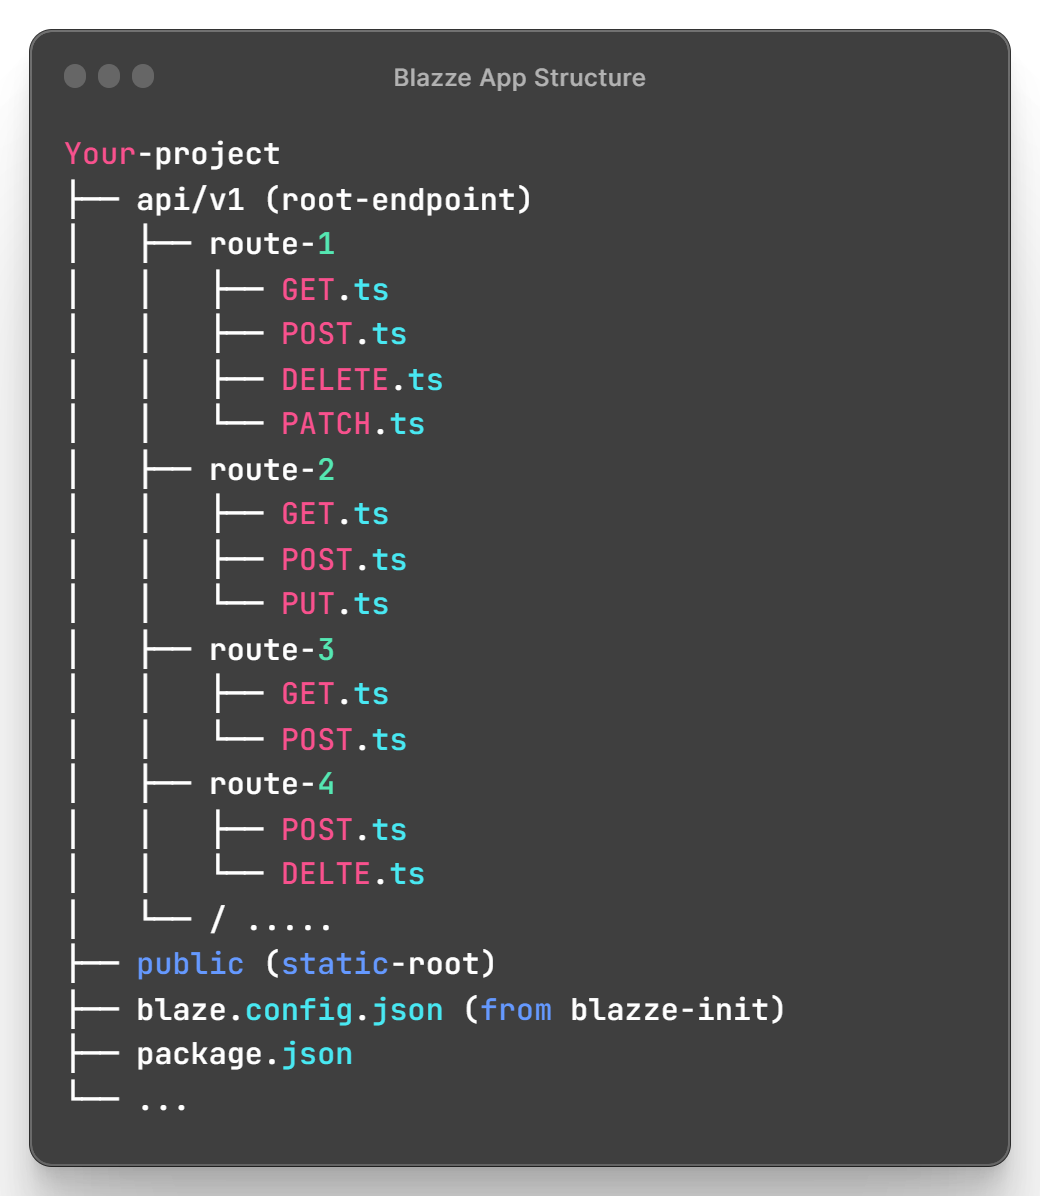 Blazze App Structure
Your-project
├── api/v1 (root-endpoint)
│   ├── route-1
│   │   ├── GET.ts
│   │   ├── POST.ts
│   │   ├── DELETE.ts
│   │   └── PATCH.ts
│   ├── route-2
│   │   ├── GET.ts
│   │   ├── POST.ts
│   │   └── PUT.ts
│   ├── route-3
│   │   ├── GET.ts
│   │   └── POST.ts
│   ├── route-4
│   │   ├── POST.ts
│   │   └── DELTE.ts
│   └── / .....
├── public (static-root)
├── blaze.config.json (from blazze-init)
├── package.json
└── ...